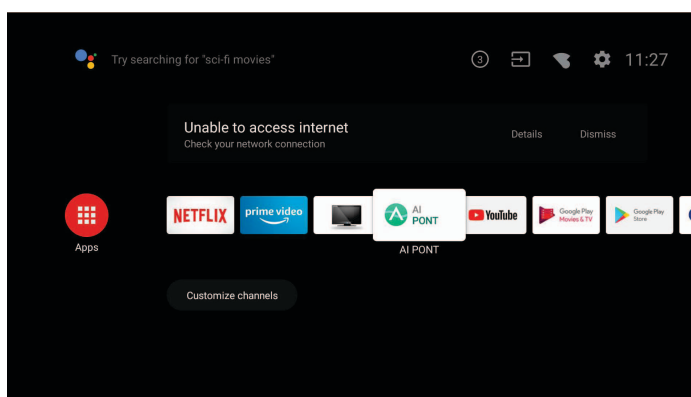 Try searching for "sci-fi movies"
3
11:27
Unable to access internet
Check your network connection
Details
Dismiss
NETFLIX
prime video
AI
PONT
YouTube
Google Play
Movies & TV
Google Play
Store
Apps
AI PONT
Customize channels